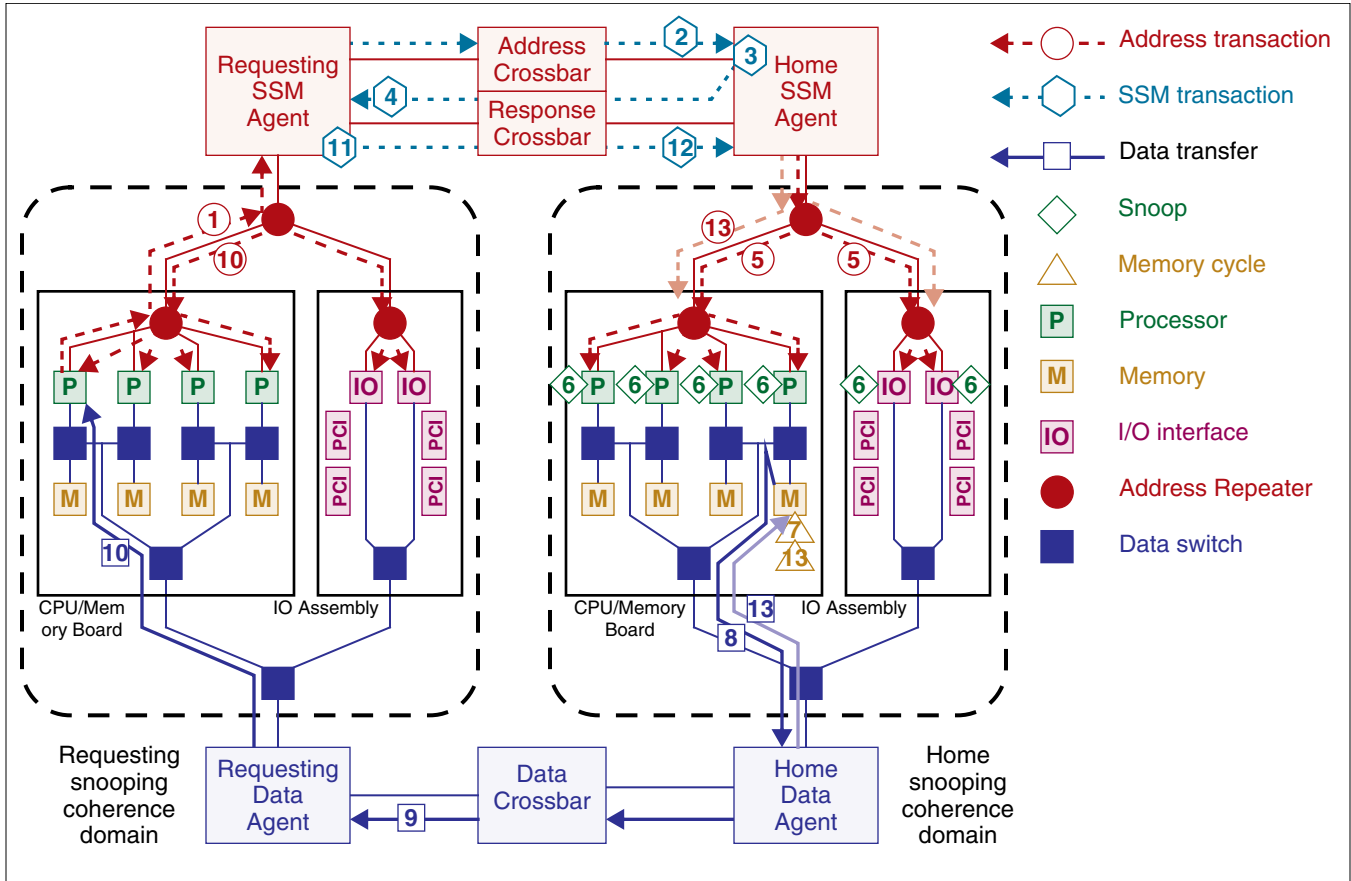 Requesting
SSM
Agent
Address
Crossbar
Response
Crossbar
Home
SSM
Agent
2
3
4
11
12
Address transaction
SSM transaction
Data transfer
Snoop
Memory cycle
P Processor
M Memory
IO I/O interface
Address Repeater
Data switch
1
10
P P P P
IO IO
PCI PCI
PCI PCI
M M M M
10
CPU/Mem
ory Board
IO Assembly
13
5 5
6 P 6 P 6 P 6 P
6 IO IO 6
PCI PCI
PCI PCI
M M M M
7
13
13
8
CPU/Memory
Board
IO Assembly
Requesting
snooping
coherence
domain
Requesting
Data
Agent
Data
Crossbar
Home
Data
Agent
9
Home
snooping
coherence
domain